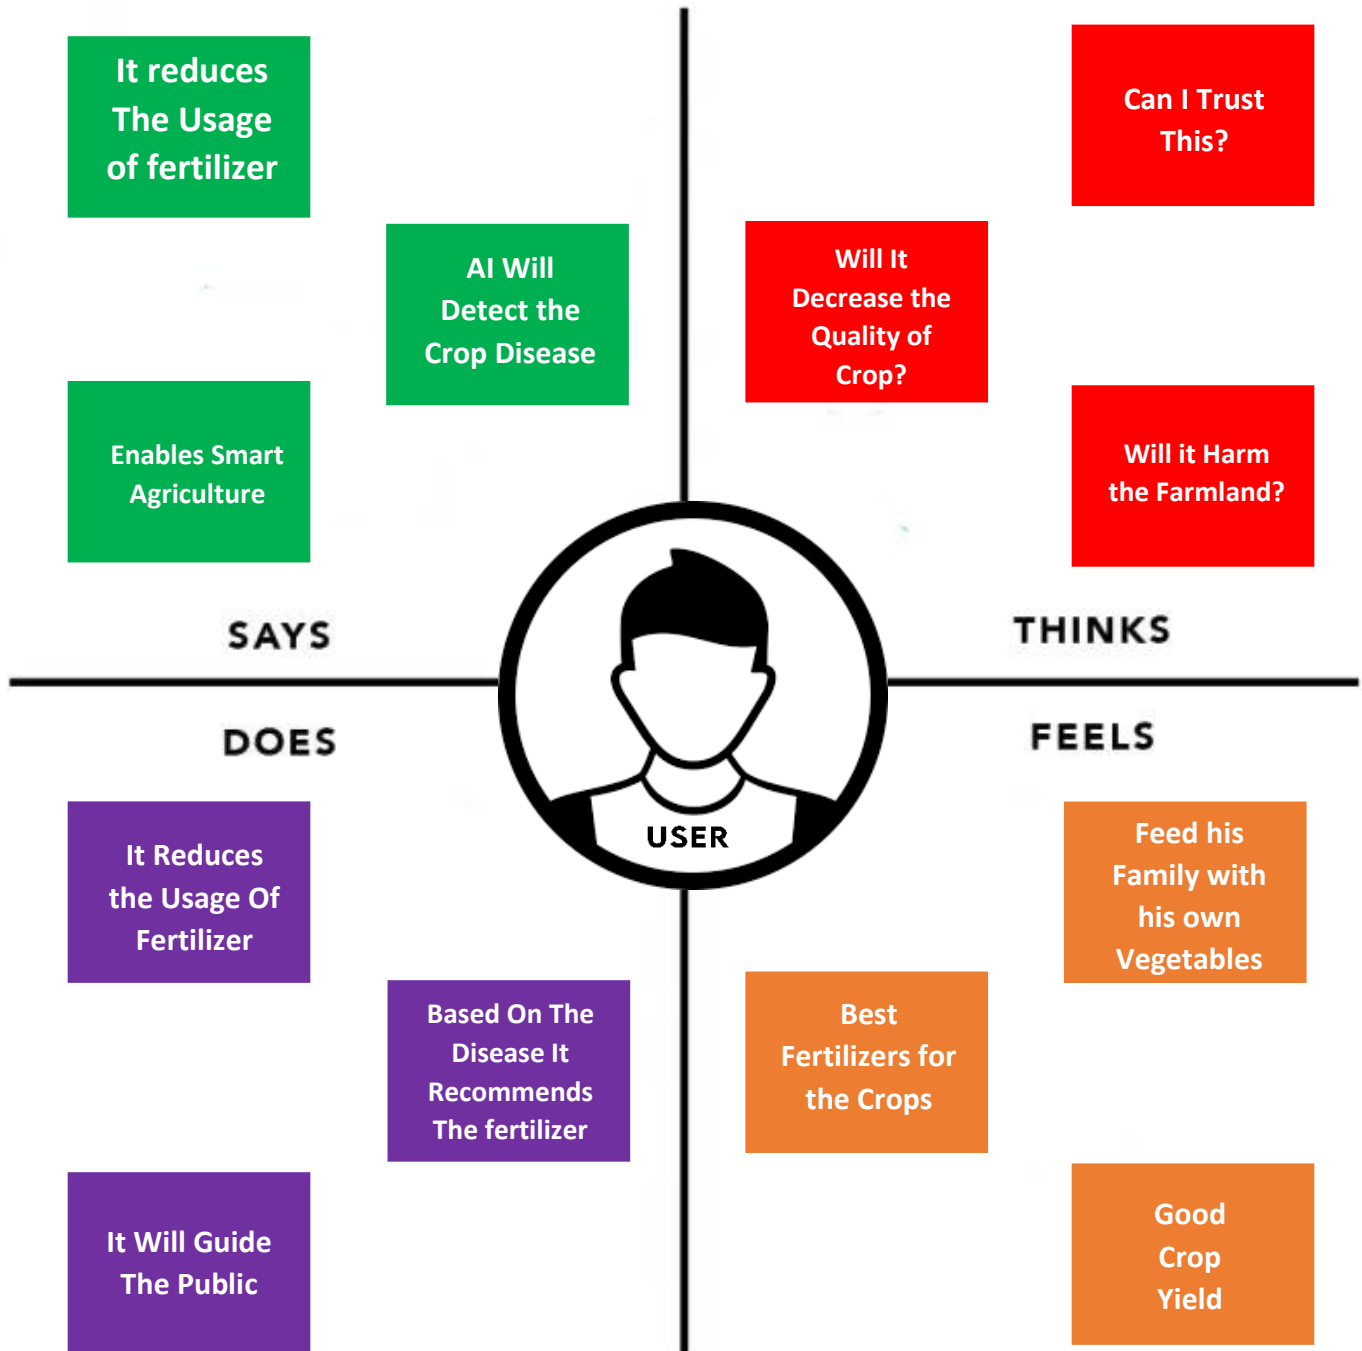 It reduces
The Usage
of fertilizer
AI Will
Detect the
Crop Disease
Enables Smart
Agriculture
SAYS
Can I Trust
This?
Will It
Decrease the
Quality of
Crop?
Will it Harm
the Farmland?
THINKS
USER
DOES
It Reduces
the Usage Of
Fertilizer
Based On The
Disease It
Recommends
The fertilizer
It Will Guide
The Public
FEELS
Feed his
Family with
his own
Vegetables
Best
Fertilizers for
the Crops
Good
Crop
Yield